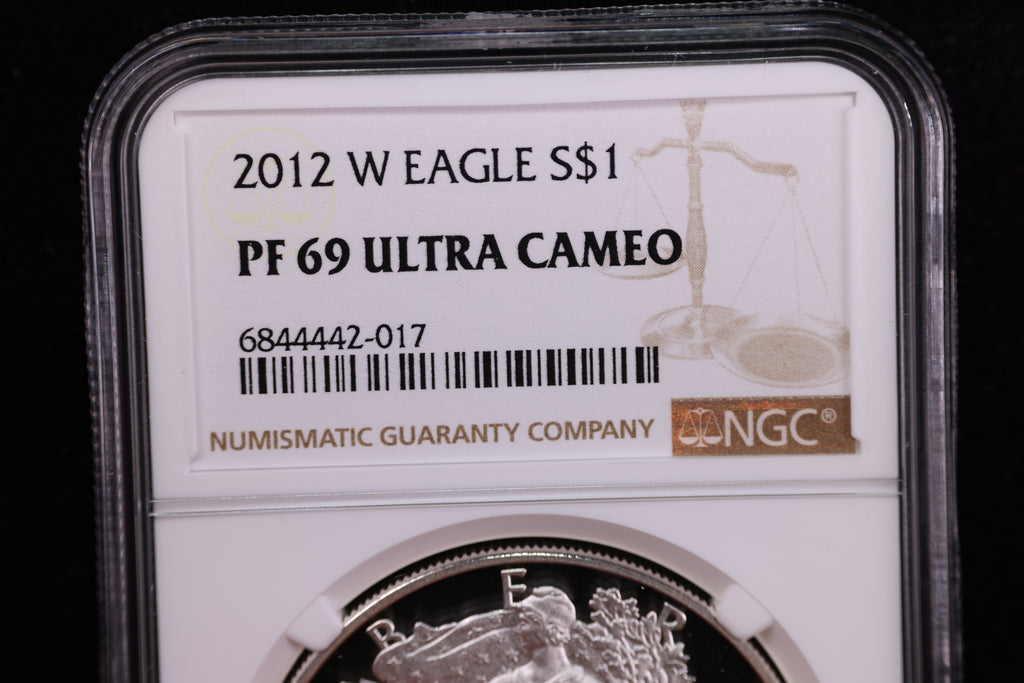 2012 W EAGLE S$1
PF 69 ULTRA CAMEO
6844442-017
NUMISMATIC GUARANTY COMPANY
NGC®
B E R